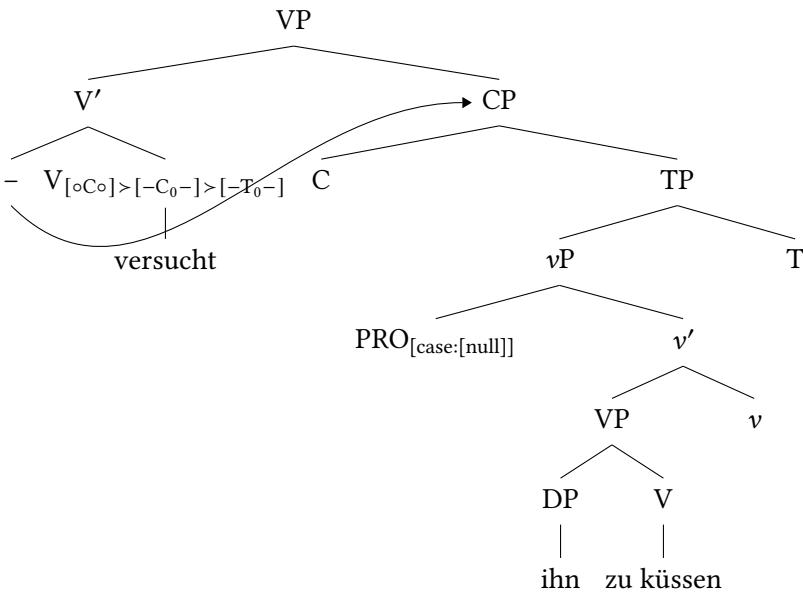 VP
V′ CP
– V[∘C∘]≻[−C₀−]≻[−T₀−] C TP
versucht vP T
PRO[case:[null]] v′
VP v
DP V
ihn zu küssen